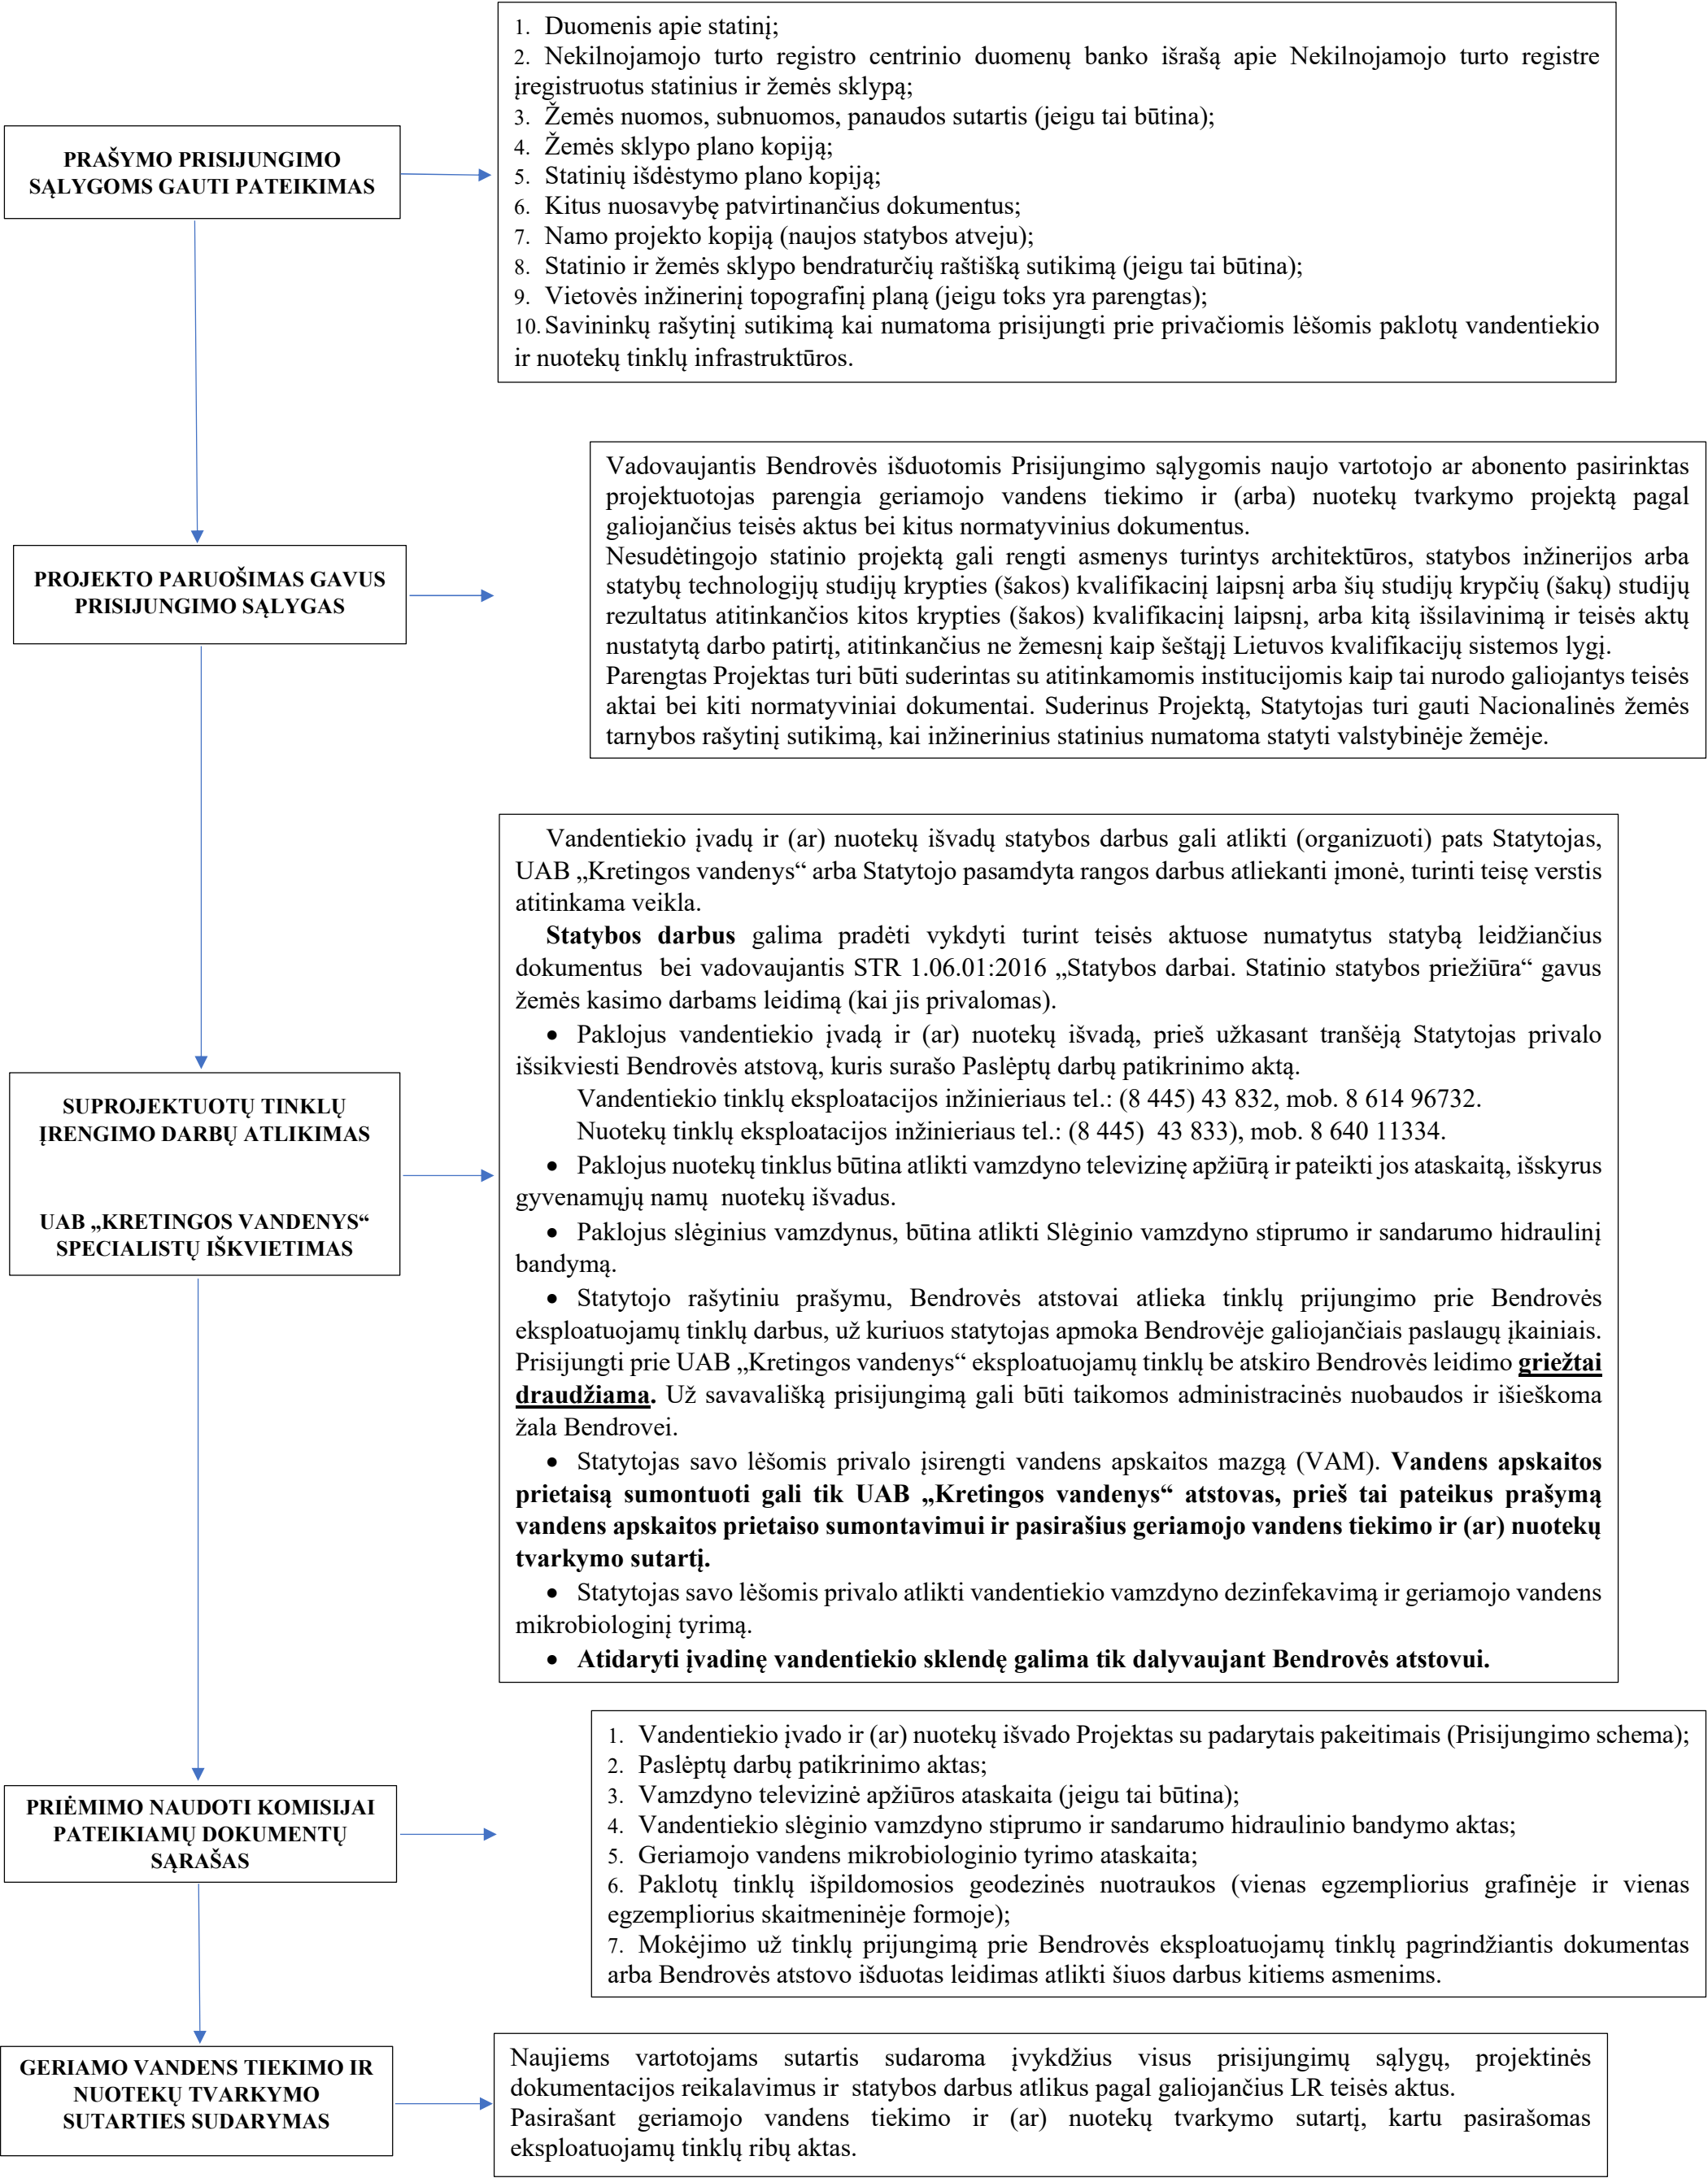 1. Duomenis apie statinį;
2. Nekilnojamojo turto registro centrinio duomenų banko išrašą apie Nekilnojamojo turto registre
įregistruotus statinius ir žemės sklypą;
3. Žemės nuomos, subnuomos, panaudos sutartis (jeigu tai būtina);
4. Žemės sklypo plano kopiją;
5. Statinių išdėstymo plano kopiją;
6. Kitus nuosavybę patvirtinančius dokumentus;
7. Namo projekto kopiją (naujos statybos atveju);
8. Statinio ir žemės sklypo bendraturčių raštišką sutikimą (jeigu tai būtina);
9. Vietovės inžinerinį topografinį planą (jeigu toks yra parengtas);
10. Savininkų rašytinį sutikimą kai numatoma prisijungti prie privačiomis lėšomis paklotų vandentiekio
ir nuotekų tinklų infrastruktūros.
PRAŠYMO PRISIJUNGIMO
SĄLYGOMS GAUTI PATEIKIMAS
Vadovaujantis Bendrovės išduotomis Prisijungimo sąlygomis naujo vartotojo ar abonento pasirinktas
projektuotojas parengia geriamojo vandens tiekimo ir (arba) nuotekų tvarkymo projektą pagal
galiojančius teisės aktus bei kitus normatyvinius dokumentus.
Nesudėtingojo statinio projektą gali rengti asmenys turintys architektūros, statybos inžinerijos arba
statybų technologijų studijų krypties (šakos) kvalifikacinį laipsnį arba šių studijų krypčių (šakų) studijų
rezultatus atitinkančios kitos krypties (šakos) kvalifikacinį laipsnį, arba kitą išsilavinimą ir teisės aktų
nustatytą darbo patirtį, atitinkančius ne žemesnį kaip šeštąjį Lietuvos kvalifikacijų sistemos lygį.
Parengtas Projektas turi būti suderintas su atitinkamomis institucijomis kaip tai nurodo galiojantys teisės
aktai bei kiti normatyviniai dokumentai. Suderinus Projektą, Statytojas turi gauti Nacionalinės žemės
tarnybos rašytinį sutikimą, kai inžinerinius statinius numatoma statyti valstybinėje žemėje.
PROJEKTO PARUOŠIMAS GAVUS
PRISIJUNGIMO SĄLYGAS
Vandentiekio įvadų ir (ar) nuotekų išvadų statybos darbus gali atlikti (organizuoti) pats Statytojas,
UAB „Kretingos vandenys“ arba Statytojo pasamdyta rangos darbus atliekanti įmonė, turinti teisę verstis
atitinkama veikla.
Statybos darbus galima pradėti vykdyti turint teisės aktuose numatytus statybą leidžiančius
dokumentus bei vadovaujantis STR 1.06.01:2016 „Statybos darbai. Statinio statybos priežiūra“ gavus
žemės kasimo darbams leidimą (kai jis privalomas).
• Paklojus vandentiekio įvadą ir (ar) nuotekų išvadą, prieš užkasant tranšėją Statytojas privalo
išsikviesti Bendrovės atstovą, kuris surašo Paslėptų darbų patikrinimo aktą.
Vandentiekio tinklų eksploatacijos inžinieriaus tel.: (8 445) 43 832, mob. 8 614 96732.
Nuotekų tinklų eksploatacijos inžinieriaus tel.: (8 445) 43 833), mob. 8 640 11334.
• Paklojus nuotekų tinklus būtina atlikti vamzdyno televizinę apžiūrą ir pateikti jos ataskaitą, išskyrus
gyvenamųjų namų nuotekų išvadus.
• Paklojus slėginius vamzdynus, būtina atlikti Slėginio vamzdyno stiprumo ir sandarumo hidraulinį
bandymą.
• Statytojo rašytiniu prašymu, Bendrovės atstovai atlieka tinklų prijungimo prie Bendrovės
eksploatuojamų tinklų darbus, už kuriuos statytojas apmoka Bendrovėje galiojančiais paslaugų įkainiais.
Prisijungti prie UAB „Kretingos vandenys“ eksploatuojamų tinklų be atskiro Bendrovės leidimo griežtai
draudžiama. Už savavališką prisijungimą gali būti taikomos administracinės nuobaudos ir išieškoma
žala Bendrovei.
• Statytojas savo lėšomis privalo įsirengti vandens apskaitos mazgą (VAM). Vandens apskaitos
prietaisą sumontuoti gali tik UAB „Kretingos vandenys“ atstovas, prieš tai pateikus prašymą
vandens apskaitos prietaiso sumontavimui ir pasirašius geriamojo vandens tiekimo ir (ar) nuotekų
tvarkymo sutartį.
• Statytojas savo lėšomis privalo atlikti vandentiekio vamzdyno dezinfekavimą ir geriamojo vandens
mikrobiologinį tyrimą.
• Atidaryti įvadinę vandentiekio sklendę galima tik dalyvaujant Bendrovės atstovui.
SUPROJEKTUOTŲ TINKLŲ
ĮRENGIMO DARBŲ ATLIKIMAS
UAB „KRETINGOS VANDENYS“
SPECIALISTŲ IŠKVIETIMAS
1. Vandentiekio įvado ir (ar) nuotekų išvado Projektas su padarytais pakeitimais (Prisijungimo schema);
2. Paslėptų darbų patikrinimo aktas;
3. Vamzdyno televizinė apžiūros ataskaita (jeigu tai būtina);
4. Vandentiekio slėginio vamzdyno stiprumo ir sandarumo hidraulinio bandymo aktas;
5. Geriamojo vandens mikrobiologinio tyrimo ataskaita;
6. Paklotų tinklų išpildomosios geodezinės nuotraukos (vienas egzempliorius grafinėje ir vienas
egzempliorius skaitmeninėje formoje);
7. Mokėjimo už tinklų prijungimą prie Bendrovės eksploatuojamų tinklų pagrindžiantis dokumentas
arba Bendrovės atstovo išduotas leidimas atlikti šiuos darbus kitiems asmenims.
PRIĖMIMO NAUDOTI KOMISIJAI
PATEIKIAMŲ DOKUMENTŲ
SĄRAŠAS
Naujiems vartotojams sutartis sudaroma įvykdžius visus prisijungimų sąlygų, projektinės
dokumentacijos reikalavimus ir statybos darbus atlikus pagal galiojančius LR teisės aktus.
Pasirašant geriamojo vandens tiekimo ir (ar) nuotekų tvarkymo sutartį, kartu pasirašomas
eksploatuojamų tinklų ribų aktas.
GERIAMO VANDENS TIEKIMO IR
NUOTEKŲ TVARKYMO
SUTARTIES SUDARYMAS